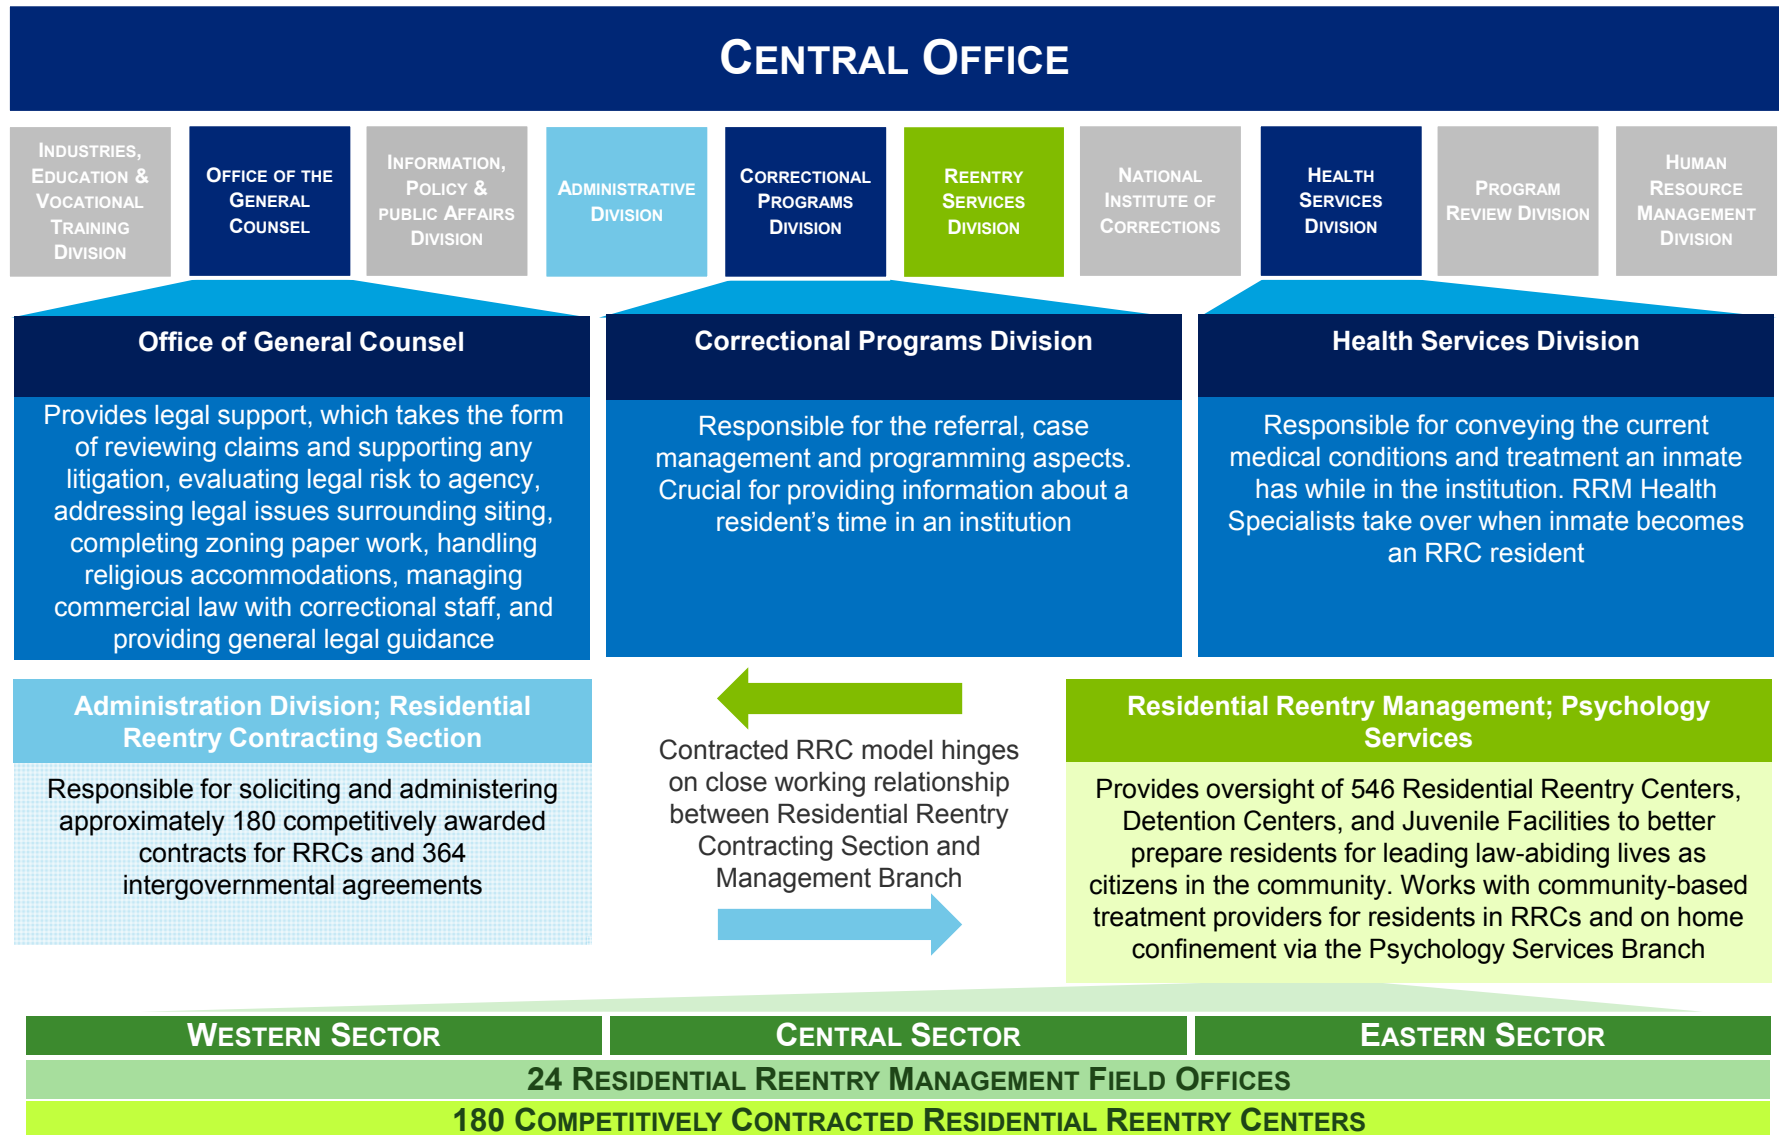 CENTRAL OFFICE
INDUSTRIES,
EDUCATION &
VOCATIONAL
TRAINING
DIVISION
OFFICE OF THE
GENERAL
COUNSEL
INFORMATION,
POLICY &
PUBLIC AFFAIRS
DIVISION
ADMINISTRATIVE
DIVISION
CORRECTIONAL
PROGRAMS
DIVISION
REENTRY
SERVICES
DIVISION
NATIONAL
INSTITUTE OF
CORRECTIONS
HEALTH
SERVICES
DIVISION
PROGRAM
REVIEW DIVISION
HUMAN
RESOURCE
MANAGEMENT
DIVISION
Office of General Counsel
Provides legal support, which takes the form
of reviewing claims and supporting any
litigation, evaluating legal risk to agency,
addressing legal issues surrounding siting,
completing zoning paper work, handling
religious accommodations, managing
commercial law with correctional staff, and
providing general legal guidance
Correctional Programs Division
Responsible for the referral, case
management and programming aspects.
Crucial for providing information about a
resident's time in an institution
Health Services Division
Responsible for conveying the current
medical conditions and treatment an inmate
has while in the institution. RRM Health
Specialists take over when inmate becomes
an RRC resident
Administration Division; Residential
Reentry Contracting Section
Responsible for soliciting and administering
approximately 180 competitively awarded
contracts for RRCs and 364
intergovernmental agreements
Contracted RRC model hinges
on close working relationship
between Residential Reentry
Contracting Section and
Management Branch
Residential Reentry Management; Psychology
Services
Provides oversight of 546 Residential Reentry Centers,
Detention Centers, and Juvenile Facilities to better
prepare residents for leading law-abiding lives as
citizens in the community. Works with community-based
treatment providers for residents in RRCs and on home
confinement via the Psychology Services Branch
WESTERN SECTOR
CENTRAL SECTOR
EASTERN SECTOR
24 RESIDENTIAL REENTRY MANAGEMENT FIELD OFFICES
180 COMPETITIVELY CONTRACTED RESIDENTIAL REENTRY CENTERS